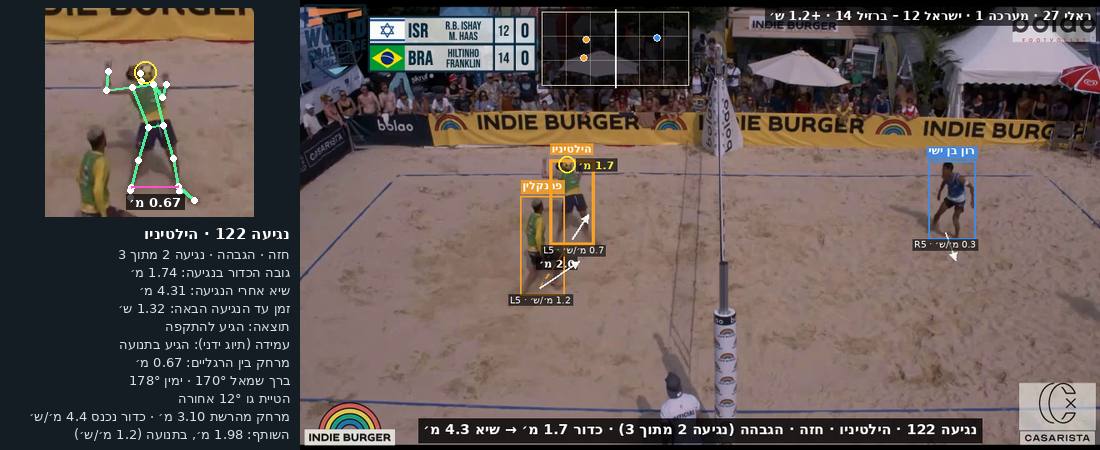 ראלי 27 · מערכה 1 · ישראל 12 – ברזיל 14 · +1.2 ש׳
ISR R.B. ISHAY M. HAAS 12 0
BRA HILTINHO FRANKLIN 14 0
WORLD
INDIE BURGER
bolao
FOOTVOLLEY
CASARISTA
bolao
INDIE BURGER
INDIE BURGER
INDIE BURGER
bolao
הילטיניו
1.7 מ׳
פרנקלין
רון בן ישי
L5 · 0.7 מ׳/ש׳
2.0 מ׳
L5 · 1.2 מ׳/ש׳
R5 · 0.3 מ׳/ש׳
0.67 מ׳
נגיעה 122 · הילטיניו
חזה · הגבהה · נגיעה 2 מתוך 3
גובה הכדור בנגיעה: 1.74 מ׳
שיא אחרי הנגיעה: 4.31 מ׳
זמן עד הנגיעה הבאה: 1.32 ש׳
תוצאה: הגיע להתקפה
עמידה (תיוג ידני): הגיע בתנועה
מרחק בין הרגליים: 0.67 מ׳
ברך שמאל 170° · ימין 178°
הטיית גו 12° אחורה
מרחק מהרשת 3.10 מ׳ · כדור נכנס 4.4 מ׳/ש׳
השותף: 1.98 מ׳, בתנועה (1.2 מ׳/ש׳)
OFFICIAL
INDIE BURGER
נגיעה 122 · הילטיניו · חזה · הגבהה (נגיעה 2 מתוך 3) · כדור 1.7 מ׳ → שיא 4.3 מ׳
CASARISTA